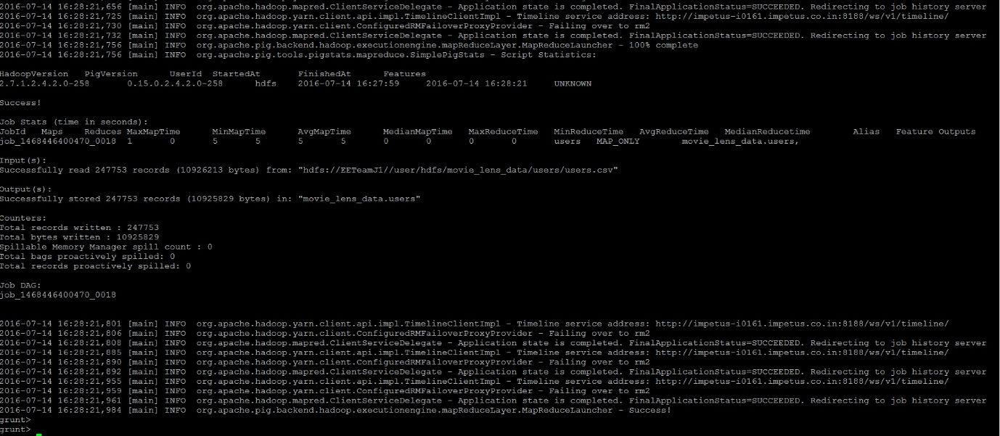 2016-07-14 16:28:21,656 [main] INFO  org.apache.hadoop.mapred.ClientServiceDelegate - Application state is completed. FinalApplicationStatus=SUCCEEDED. Redirecting to job history server
2016-07-14 16:28:21,725 [main] INFO  org.apache.hadoop.yarn.client.api.impl.TimelineClientImpl - Timeline service address: http://impetus-i0161.impetus.co.in:8188/ws/v1/timeline/
2016-07-14 16:28:21,730 [main] INFO  org.apache.hadoop.yarn.client.ConfiguredRMFailoverProxyProvider - Failing over to rm2
2016-07-14 16:28:21,732 [main] INFO  org.apache.hadoop.mapred.ClientServiceDelegate - Application state is completed. FinalApplicationStatus=SUCCEEDED. Redirecting to job history server
2016-07-14 16:28:21,756 [main] INFO  org.apache.pig.backend.hadoop.executionengine.mapReduceLayer.MapReduceLauncher - 100% complete
2016-07-14 16:28:21,756 [main] INFO  org.apache.pig.tools.pigstats.mapreduce.SimplePigStats - Script Statistics:
HadoopVersion   PigVersion      UserId  StartedAt       FinishedAt      Features
2.7.1.2.4.2.0-258       0.15.0.2.4.2.0-258      hdfs    2016-07-14 16:27:59     2016-07-14 16:28:21     UNKNOWN
Success!
Job Stats (time in seconds):
JobId   Maps    Reduces MaxMapTime      MinMapTime      AvgMapTime      MedianMapTime   MaxReduceTime   MinReduceTime   AvgReduceTime   MedianReducetime        Alias   Feature Outputs
job_1468446400470_0018  1       0       5       5       5       5       0       0       0       0       users   MAP_ONLY        movie_lens_data.users,
Input(s):
Successfully read 247753 records (10926213 bytes) from: "hdfs://EETeamJ1//user/hdfs/movie_lens_data/users/users.csv"
Output(s):
Successfully stored 247753 records (10925829 bytes) in: "movie_lens_data.users"
Counters:
Total records written : 247753
Total bytes written : 10925829
Spillable Memory Manager spill count : 0
Total bags proactively spilled: 0
Total records proactively spilled: 0
Job DAG:
job_1468446400470_0018
2016-07-14 16:28:21,801 [main] INFO  org.apache.hadoop.yarn.client.api.impl.TimelineClientImpl - Timeline service address: http://impetus-i0161.impetus.co.in:8188/ws/v1/timeline/
2016-07-14 16:28:21,806 [main] INFO  org.apache.hadoop.yarn.client.ConfiguredRMFailoverProxyProvider - Failing over to rm2
2016-07-14 16:28:21,808 [main] INFO  org.apache.hadoop.mapred.ClientServiceDelegate - Application state is completed. FinalApplicationStatus=SUCCEEDED. Redirecting to job history server
2016-07-14 16:28:21,885 [main] INFO  org.apache.hadoop.yarn.client.api.impl.TimelineClientImpl - Timeline service address: http://impetus-i0161.impetus.co.in:8188/ws/v1/timeline/
2016-07-14 16:28:21,890 [main] INFO  org.apache.hadoop.yarn.client.ConfiguredRMFailoverProxyProvider - Failing over to rm2
2016-07-14 16:28:21,892 [main] INFO  org.apache.hadoop.mapred.ClientServiceDelegate - Application state is completed. FinalApplicationStatus=SUCCEEDED. Redirecting to job history server
2016-07-14 16:28:21,955 [main] INFO  org.apache.hadoop.yarn.client.api.impl.TimelineClientImpl - Timeline service address: http://impetus-i0161.impetus.co.in:8188/ws/v1/timeline/
2016-07-14 16:28:21,959 [main] INFO  org.apache.hadoop.yarn.client.ConfiguredRMFailoverProxyProvider - Failing over to rm2
2016-07-14 16:28:21,961 [main] INFO  org.apache.hadoop.mapred.ClientServiceDelegate - Application state is completed. FinalApplicationStatus=SUCCEEDED. Redirecting to job history server
2016-07-14 16:28:21,984 [main] INFO  org.apache.pig.backend.hadoop.executionengine.mapReduceLayer.MapReduceLauncher - Success!
grunt>
grunt>